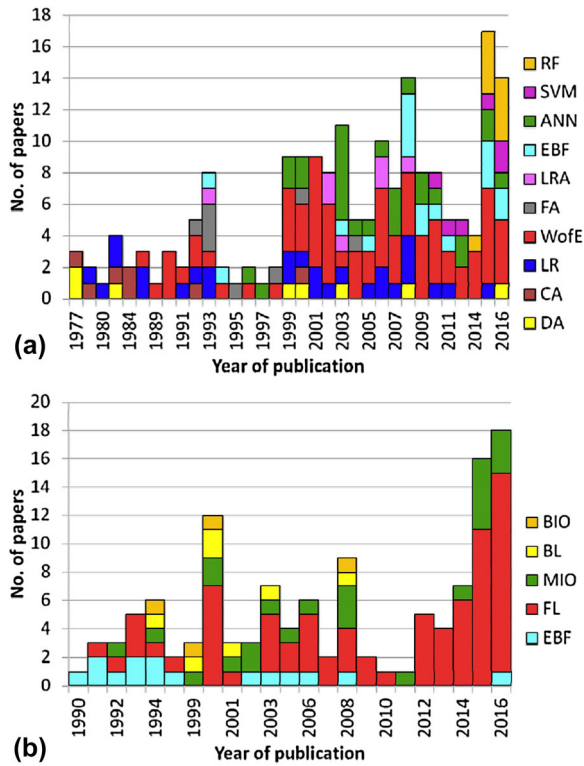 18
16
14
12
10
8
6
4
2
0
No. of papers
1977
1980
1984
1989
1991
1993
1995
1997
1999
2001
2003
2005
2007
2009
2011
2014
2016
Year of publication
RF
SVM
ANN
EBF
LRA
FA
WofE
LR
CA
DA
(a)
20
18
16
14
12
10
8
6
4
2
0
No. of papers
1990
1992
1994
1999
2001
2003
2006
2008
2010
2012
2014
2016
Year of publication
BIO
BL
MIO
FL
EBF
(b)